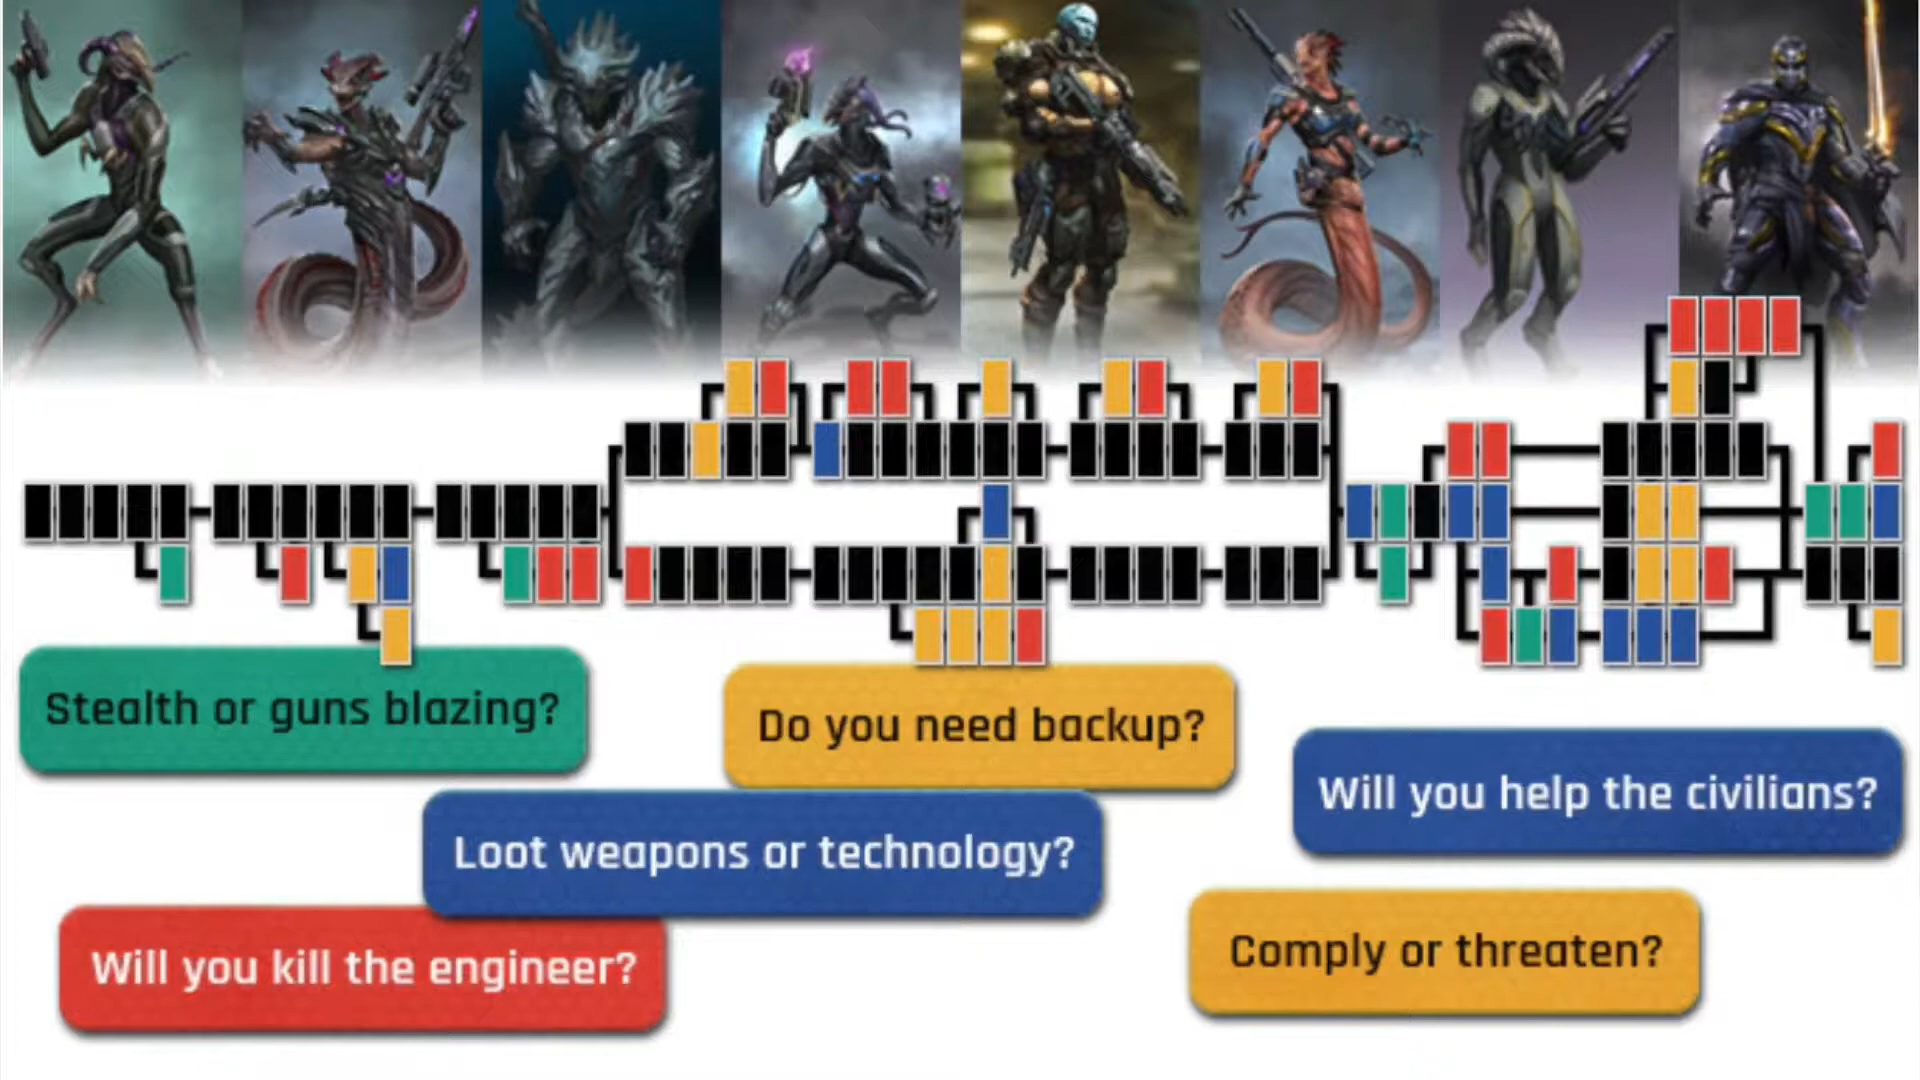 Stealth or guns blazing?
Do you need backup?
Will you help the civilians?
Loot weapons or technology?
Comply or threaten?
Will you kill the engineer?